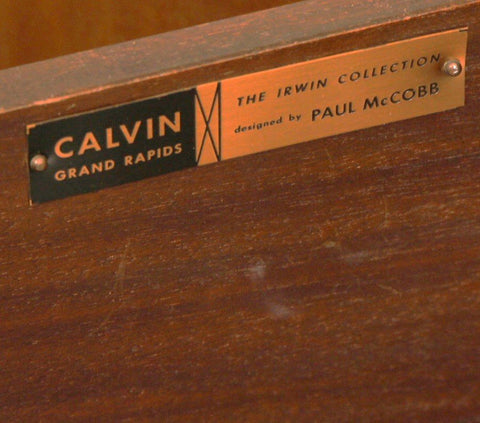 CALVIN
GRAND RAPIDS
THE IRWIN COLLECTION
designed by PAUL McCOBB